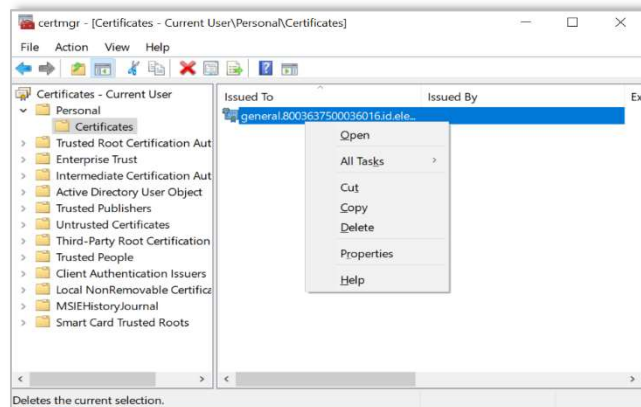 certmgr - [Certificates - Current User\Personal\Certificates]
File Action View Help
Certificates - Current User
Personal
Certificates
Trusted Root Certification Aut
Enterprise Trust
Intermediate Certification Aut
Active Directory User Object
Trusted Publishers
Untrusted Certificates
Third-Party Root Certification
Trusted People
Client Authentication Issuers
Local NonRemovable Certifica
MSIEHistoryJournal
Smart Card Trusted Roots
Issued To Issued By Ex
general.8003637500036016.id.ele...
Open
All Tasks
Cut
Copy
Delete
Properties
Help
Deletes the current selection.